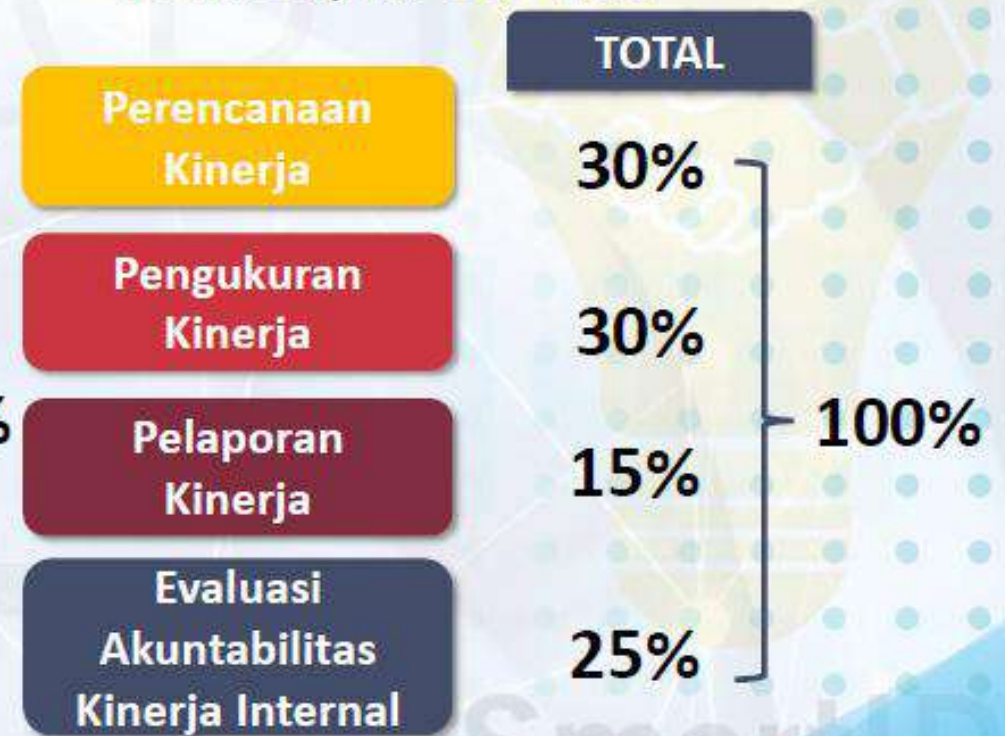 TOTAL
Perencanaan
Kinerja
30%
Pengukuran
Kinerja
30%
%
Pelaporan
Kinerja
15%
100%
Evaluasi
Akuntabilitas
Kinerja Internal
25%